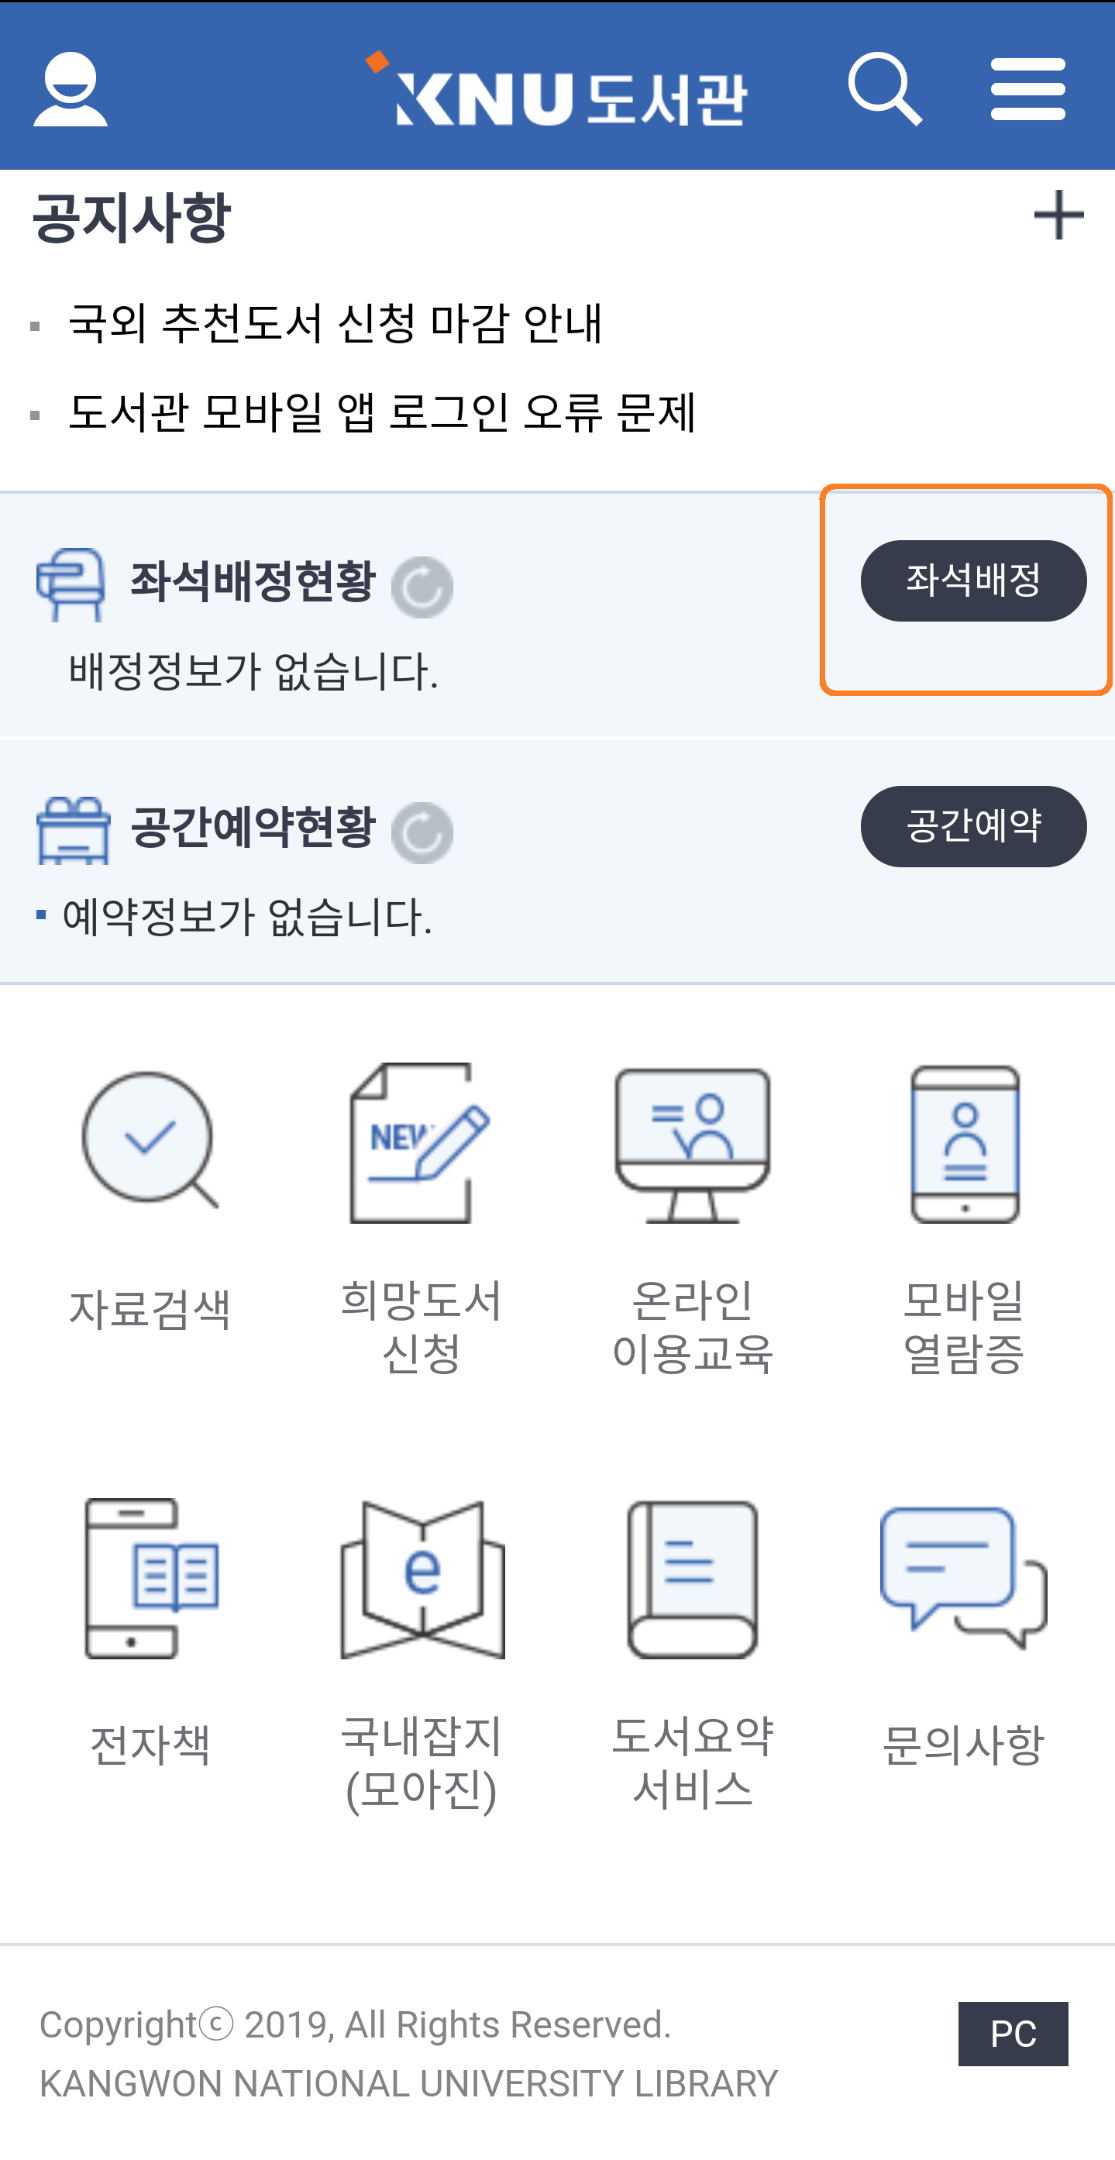 KNU도서관
공지사항
국외 추천도서 신청 마감 안내
도서관 모바일 앱 로그인 오류 문제
좌석배정현황
좌석배정
배정정보가 없습니다.
공간예약현황
공간예약
예약정보가 없습니다.
NEW
자료검색
희망도서
신청
온라인
이용교육
모바일
열람증
e
전자책
국내잡지
(모아진)
도서요약
서비스
문의사항
Copyrightⓒ 2019, All Rights Reserved.
KANGWON NATIONAL UNIVERSITY LIBRARY
PC